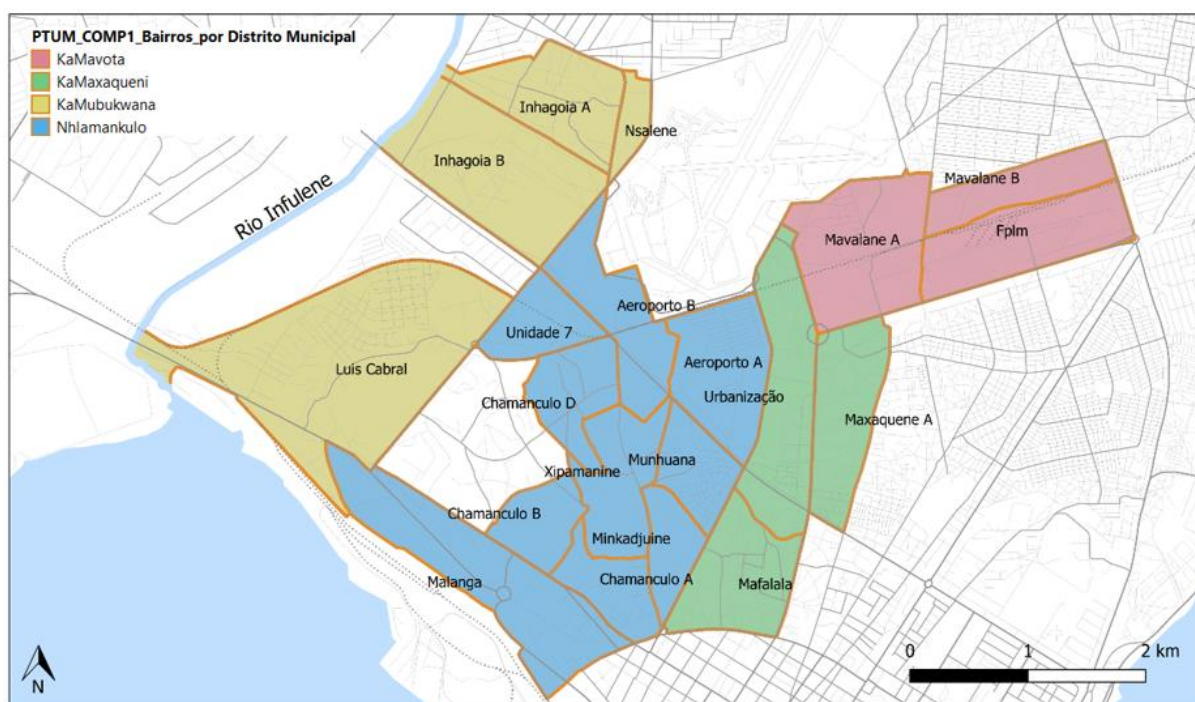 PTUM_COMP1_Bairros_por Distrito Municipal
KaMavota
KaMaxaqueni
KaMubukwana
Nhlamankulo
Inhagoia A
Nsalene
Inhagoia B
Rio Infulene
Mavalane B
Mavalane A
Fplm
Aeroporto B
Unidade 7
Luis Cabral
Aeroporto A
Chamanculo D
Urbanização
Maxaquene A
Xipamanine
Munhuana
Chamanculo B
Minkadjuine
Malanga
Chamanculo A
Mafalala
0 1 2 km
N